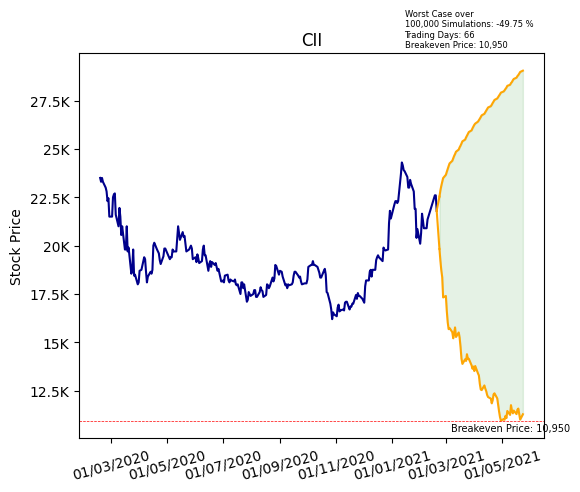 Worst Case over
100,000 Simulations: -49.75 %
Trading Days: 66
Breakeven Price: 10,950
CII
Stock Price
27.5K
25K
22.5K
20K
17.5K
15K
12.5K
Breakeven Price: 10,950
01/03/2020 01/05/2020 01/07/2020 01/09/2020 01/11/2020 01/01/2021 01/03/2021 01/05/2021